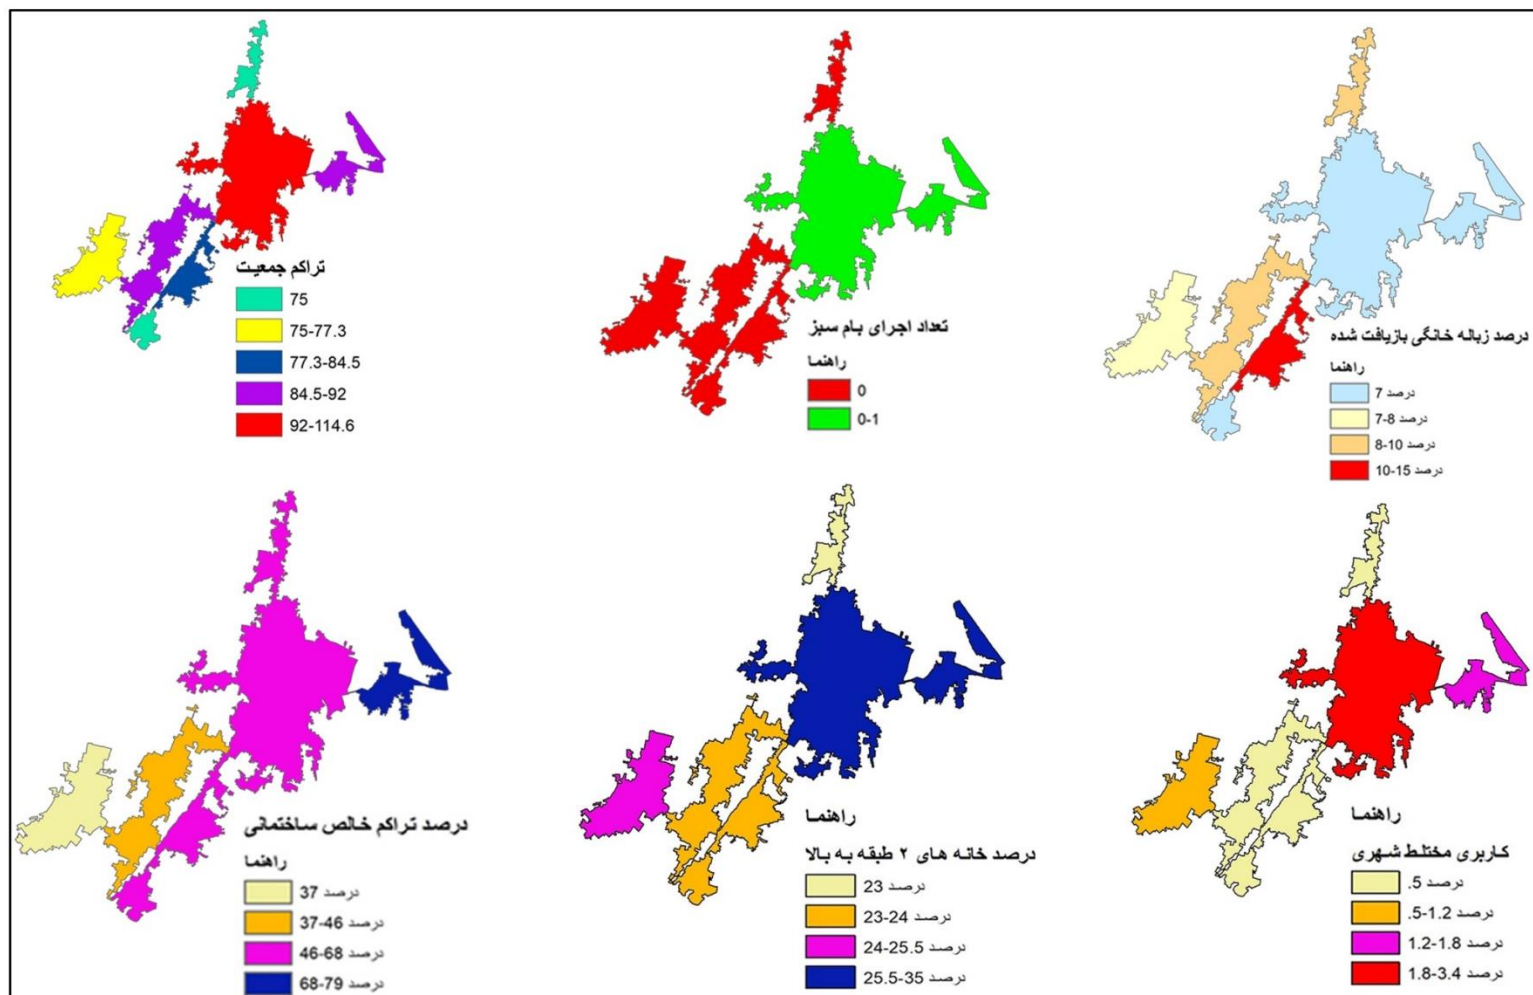 تراکم جمعیت
75
75-77.3
77.3-84.5
84.5-92
92-114.6
تعداد اجرای بام سبز
راهنما
0
0-1
درصد زباله خانگی بازیافت شده
راهنما
7 درصد
7-8 درصد
8-10 درصد
10-15 درصد
درصد تراکم خالص ساختمانی
راهنما
37 درصد
37-46 درصد
46-68 درصد
68-79 درصد
راهنما
درصد خانه های ۲ طبقه به بالا
23 درصد
23-24 درصد
24-25.5 درصد
25.5-35 درصد
راهنما
کاربری مختلط شهری
.5 درصد
.5-1.2 درصد
1.2-1.8 درصد
1.8-3.4 درصد